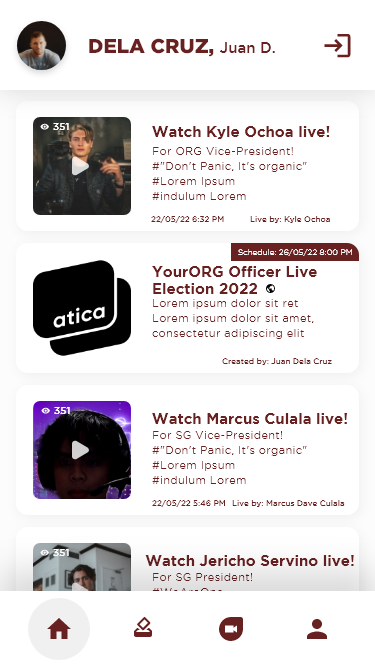 DELA CRUZ, Juan D.
351
Watch Kyle Ochoa live!
For ORG Vice-President!
#"Don't Panic, It's organic"
#Lorem Ipsum
#indulum Lorem
22/05/22 6:32 PM Live by: Kyle Ochoa
Schedule: 26/05/22 8:00 PM
atica
YourORG Officer Live
Election 2022
Lorem ipsum dolor sit ret
Lorem ipsum dolor sit amet,
consectetur adipiscing elit
Created by: Juan Dela Cruz
351
Watch Marcus Culala live!
For SG Vice-President!
#"Don't Panic, It's organic"
#Lorem Ipsum
#indulum Lorem
22/05/22 5:46 PM Live by: Marcus Dave Culala
351
Watch Jericho Servino live!
For SG President!
#WeAreOne